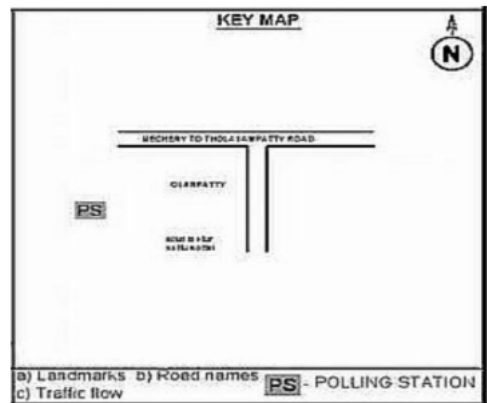 KEY MAP
N
MECHERY TO THOLASAMPATTY ROAD
OLAIPATTY
PS
a) Landmarks b) Road names
c) Traffic flow
PS - POLLING STATION